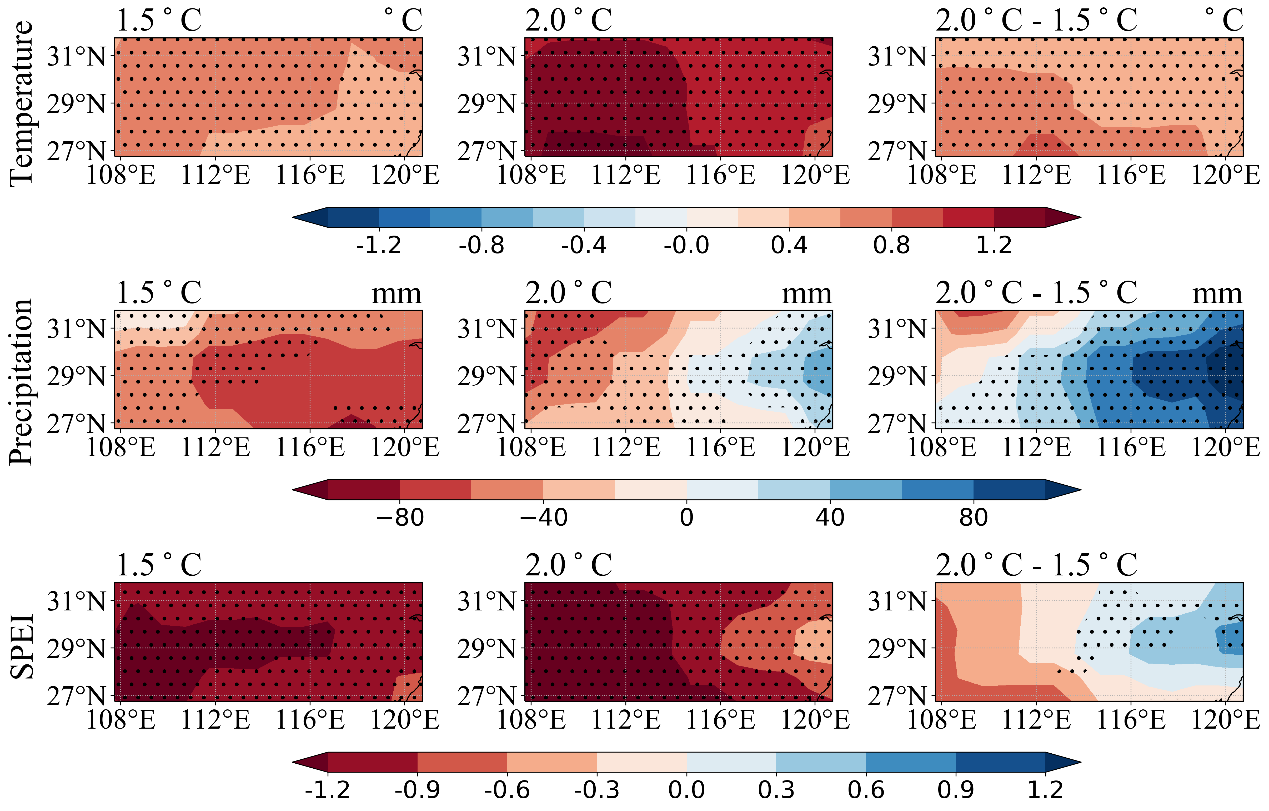 1.5°C °C 2.0°C 2.0°C - 1.5°C °C
Temperature
31°N 31°N 31°N
29°N 29°N 29°N
27°N 27°N 27°N
108°E 112°E 116°E 120°E 108°E 112°E 116°E 120°E 108°E 112°E 116°E 120°E
-1.2 -0.8 -0.4 -0.0 0.4 0.8 1.2
1.5°C mm 2.0°C mm 2.0°C - 1.5°C mm
Precipitation
31°N 31°N 31°N
29°N 29°N 29°N
27°N 27°N 27°N
108°E 112°E 116°E 120°E 108°E 112°E 116°E 120°E 108°E 112°E 116°E 120°E
−80 −40 0 40 80
1.5°C 2.0°C 2.0°C - 1.5°C
SPEI
31°N 31°N 31°N
29°N 29°N 29°N
27°N 27°N 27°N
108°E 112°E 116°E 120°E 108°E 112°E 116°E 120°E 108°E 112°E 116°E 120°E
-1.2 -0.9 -0.6 -0.3 0.0 0.3 0.6 0.9 1.2